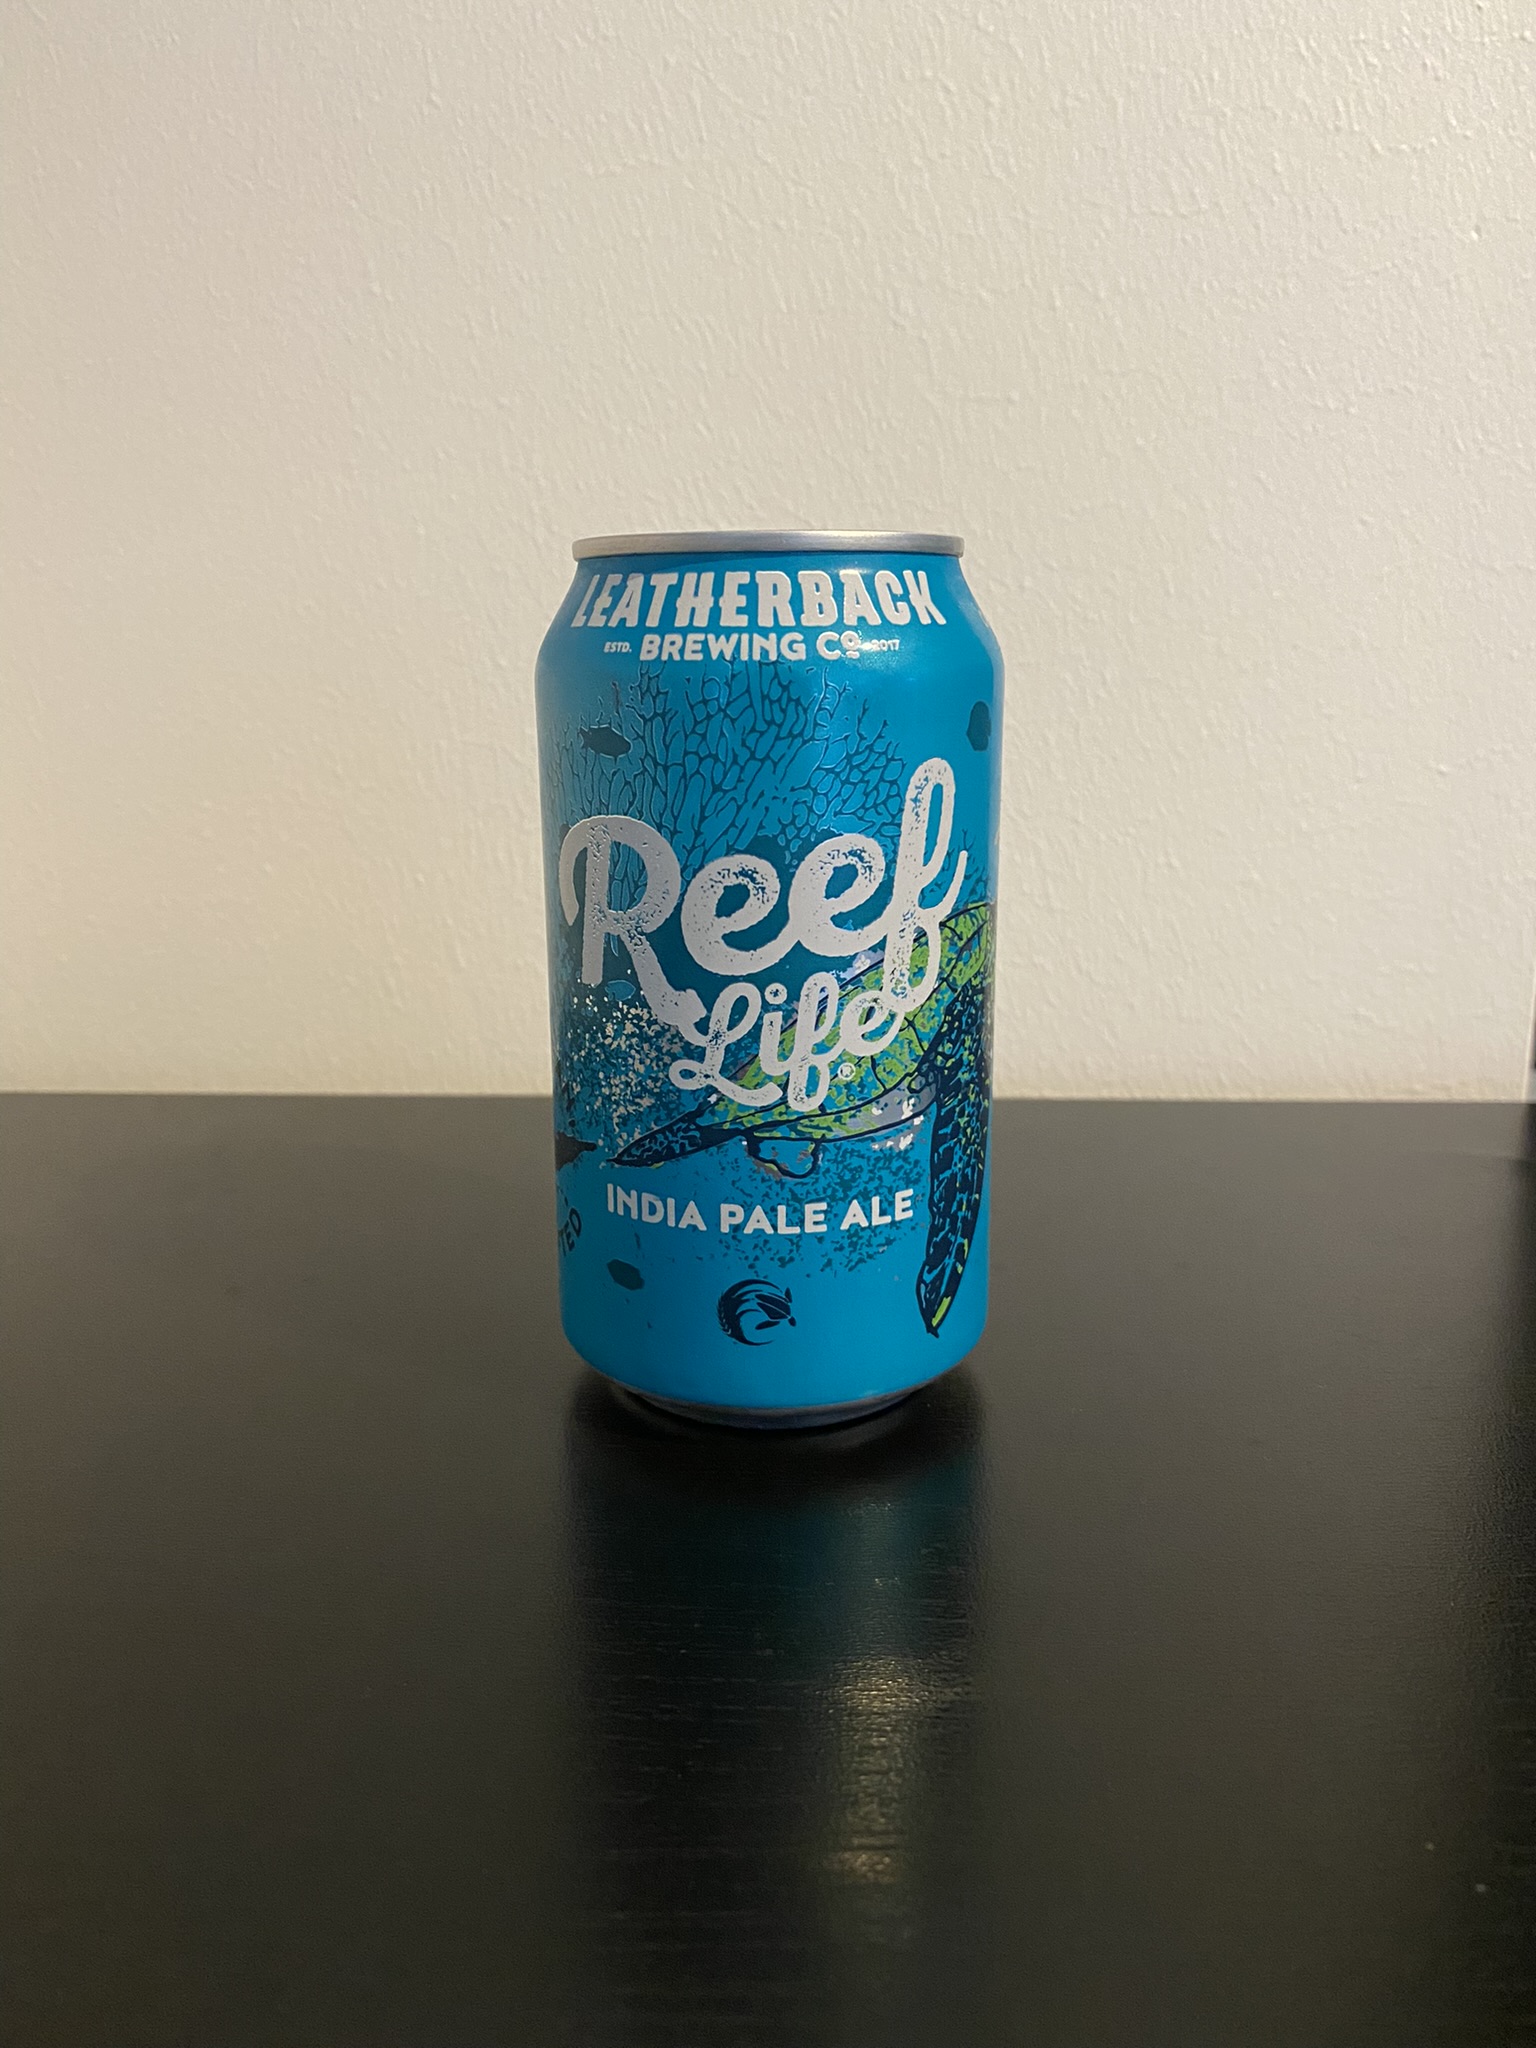 LEATHERBACK
ESTD. BREWING Cº 2017
Reef
Life®
INDIA PALE ALE